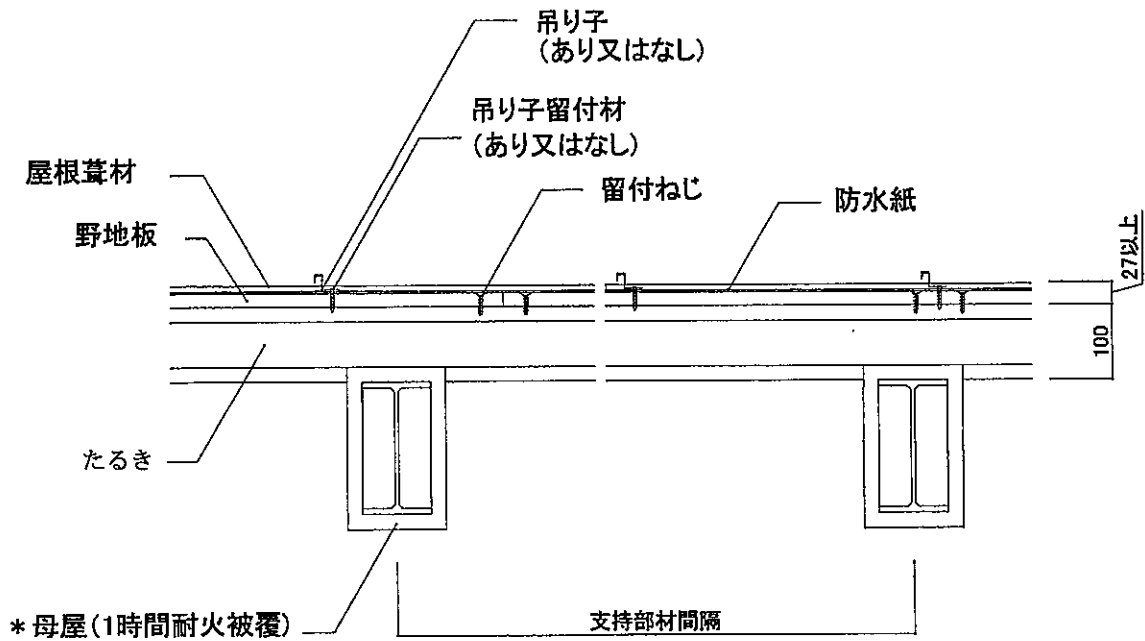 吊り子
(あり又はなし)
吊り子留付材
(あり又はなし)
屋根葺材
留付ねじ
防水紙
野地板
27以上
100
たるき
*母屋(1時間耐火被覆)
支持部材間隔